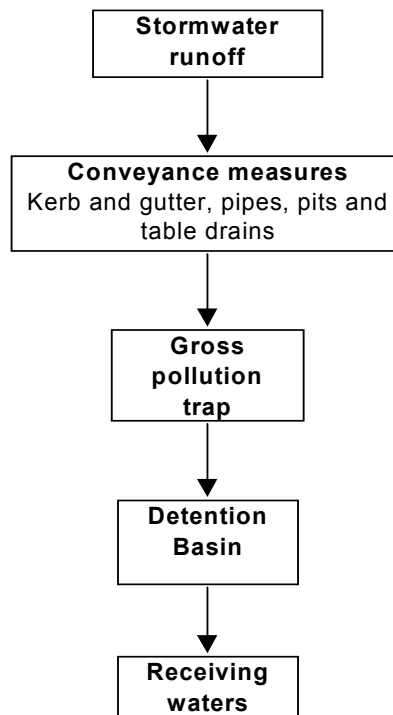 Stormwater
runoff
Conveyance measures
Kerb and gutter, pipes, pits and
table drains
Gross
pollution
trap
Detention
Basin
Receiving
waters